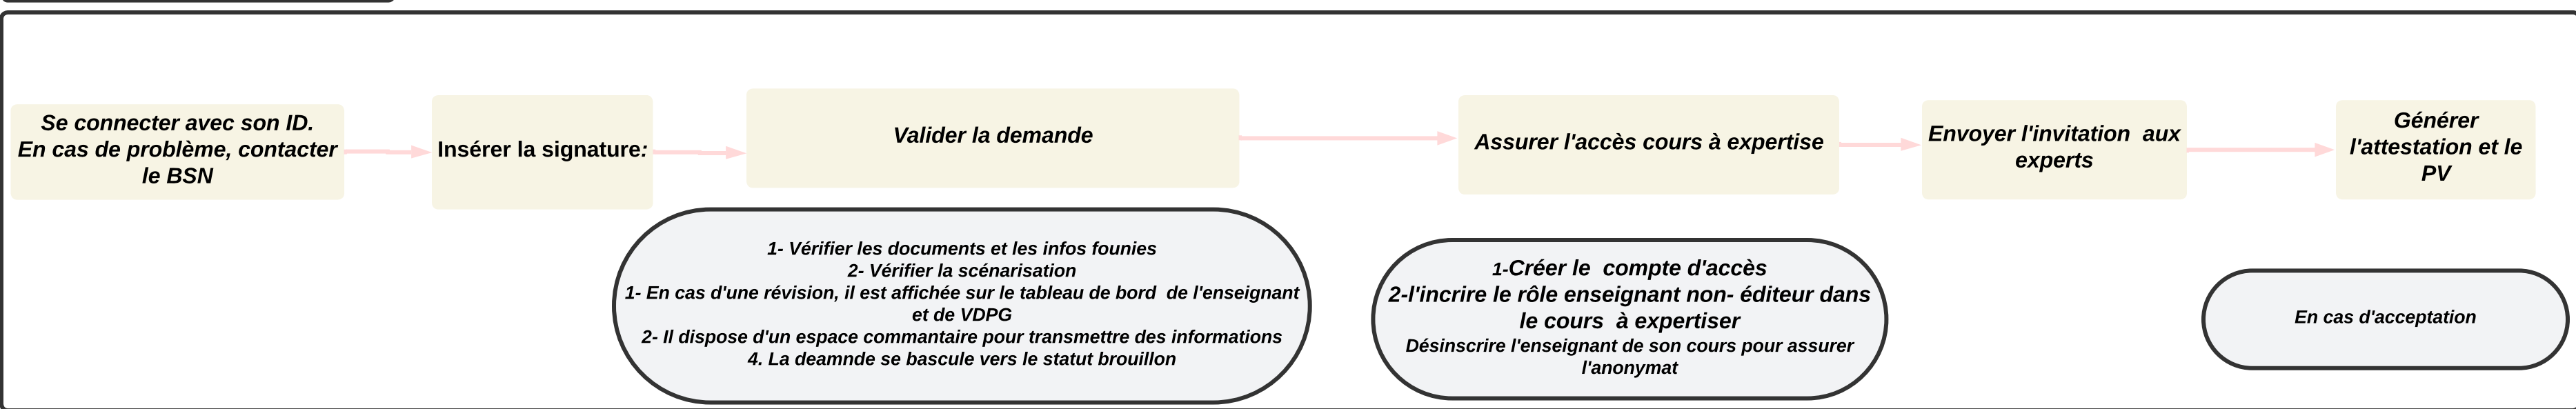 Se connecter avec son ID.
En cas de problème, contacter
le BSN
Insérer la signature:
Valider la demande
Assurer l'accès cours à expertise
Envoyer l'invitation  aux
experts
Générer
l'attestation et le
PV
1- Vérifier les documents et les infos founies
2- Vérifier la scénarisation
1- En cas d'une révision, il est affichée sur le tableau de bord  de l'enseignant
et de VDPG
2- Il dispose d'un espace commantaire pour transmettre des informations
4. La deamnde se bascule vers le statut brouillon
1-Créer le  compte d'accès
2-l'incrire le rôle enseignant non- éditeur dans
le cours  à expertiser
Désinscrire l'enseignant de son cours pour assurer
l'anonymat
En cas d'acceptation